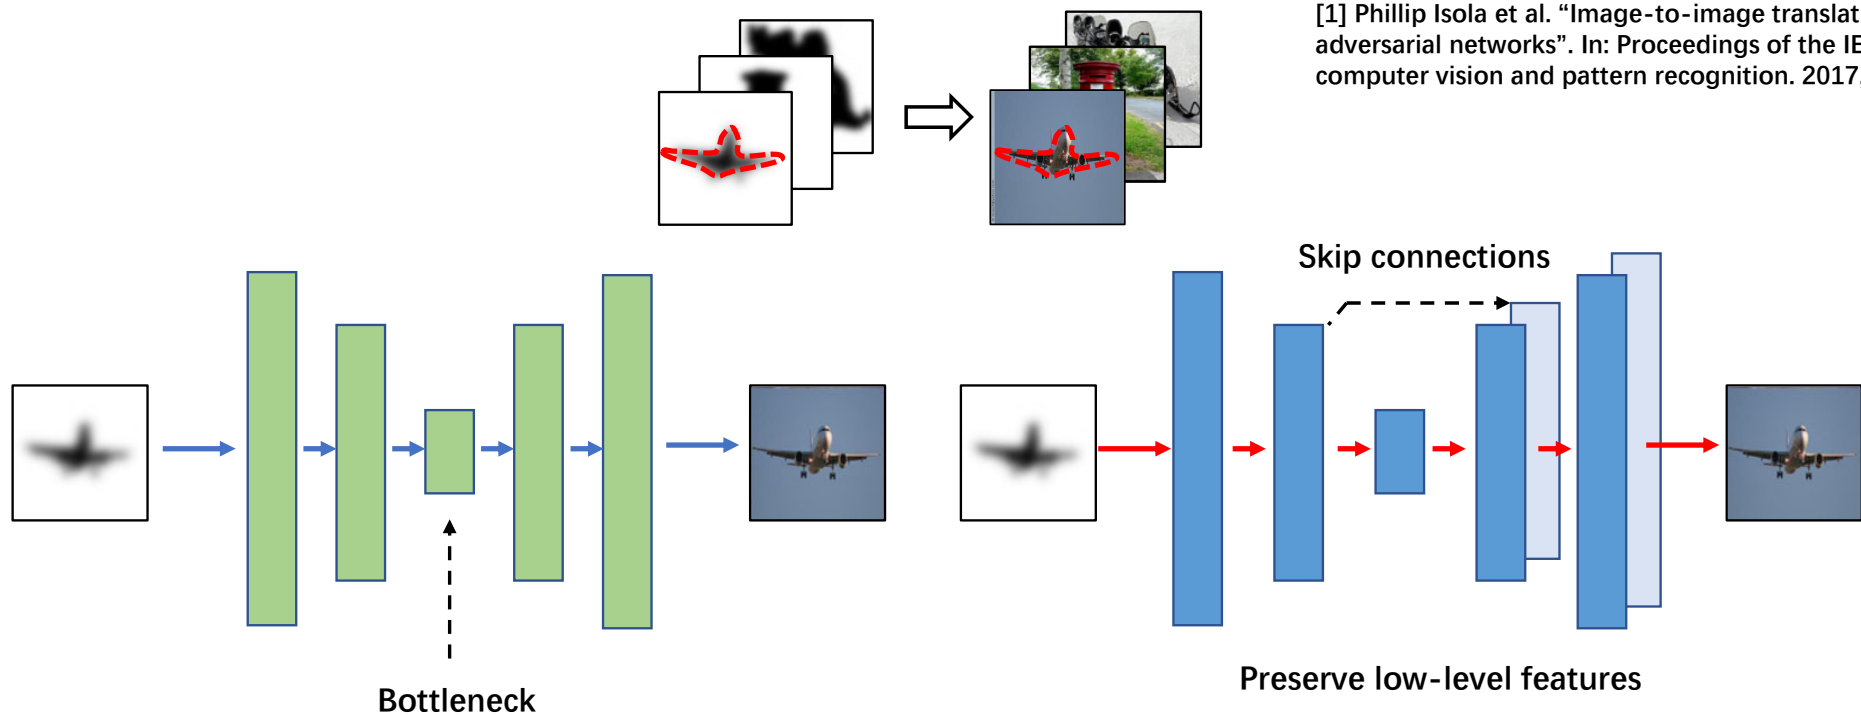 [1] Phillip Isola et al. “Image-to-image translat
adversarial networks”. In: Proceedings of the IE
computer vision and pattern recognition. 2017.
Skip connections
Preserve low-level features
Bottleneck